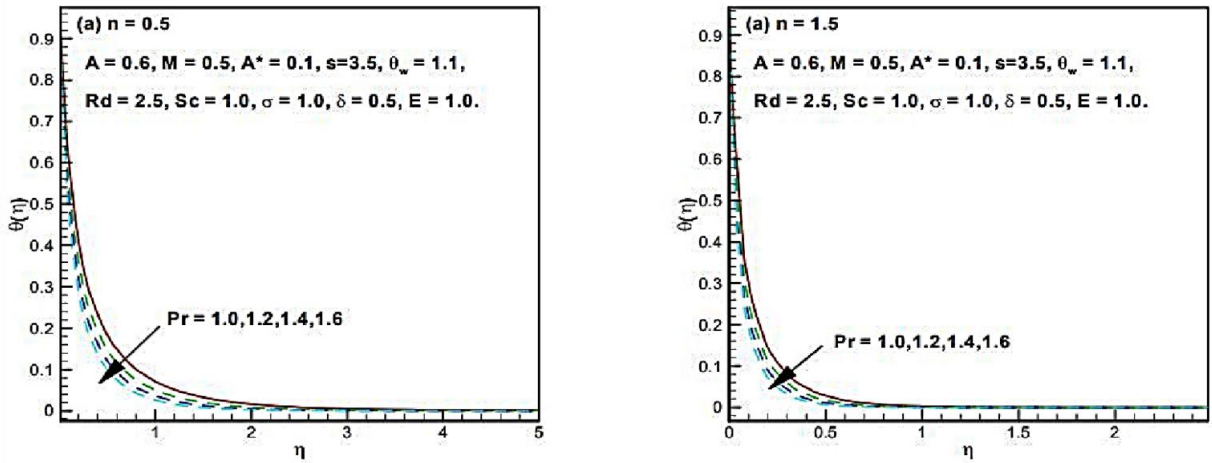 (a) n = 0.5
A = 0.6, M = 0.5, A* = 0.1, s=3.5, θw = 1.1,
Rd = 2.5, Sc = 1.0, σ = 1.0, δ = 0.5, E = 1.0.
Pr = 1.0,1.2,1.4,1.6
θ(η)
0.9
0.8
0.7
0.6
0.5
0.4
0.3
0.2
0.1
0
1
2
3
4
5
η
(a) n = 1.5
A = 0.6, M = 0.5, A* = 0.1, s=3.5, θw = 1.1,
Rd = 2.5, Sc = 1.0, σ = 1.0, δ = 0.5, E = 1.0.
Pr = 1.0,1.2,1.4,1.6
θ(η)
0.9
0.8
0.7
0.6
0.5
0.4
0.3
0.2
0.1
0
0
0.5
1
1.5
2
η